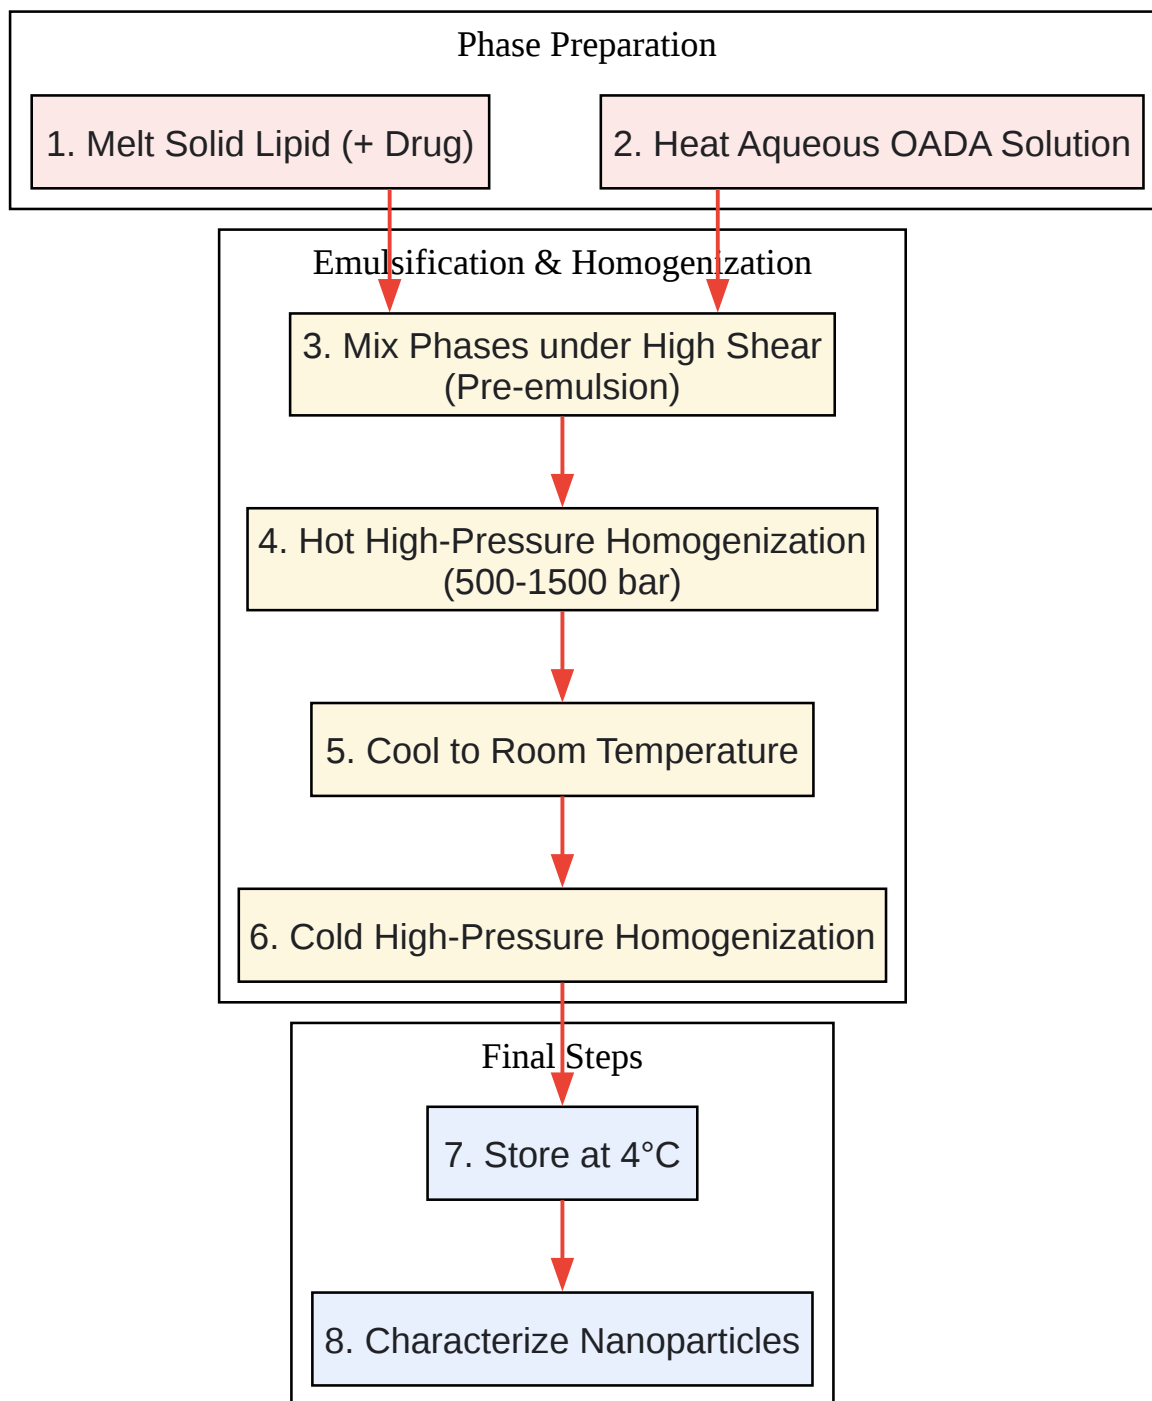 Phase Preparation
1. Melt Solid Lipid (+ Drug)
2. Heat Aqueous OADA Solution
Emulsification & Homogenization
3. Mix Phases under High Shear
(Pre-emulsion)
4. Hot High-Pressure Homogenization
(500-1500 bar)
5. Cool to Room Temperature
6. Cold High-Pressure Homogenization
Final Steps
7. Store at 4°C
8. Characterize Nanoparticles